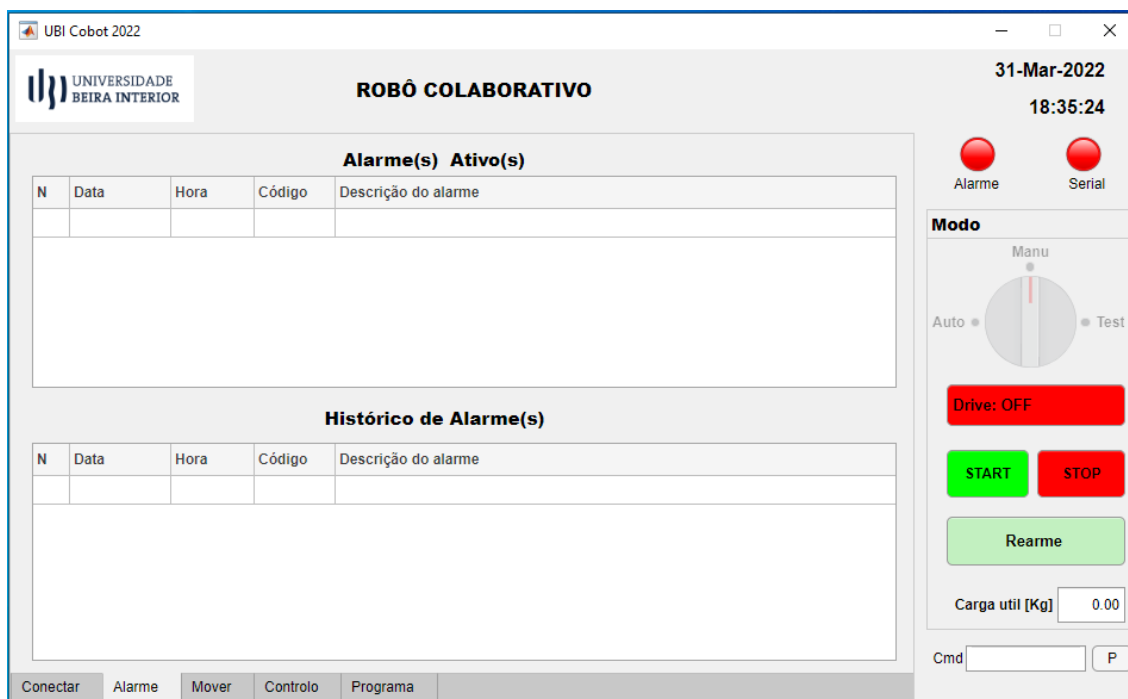 UBI Cobot 2022
UNIVERSIDADE
BEIRA INTERIOR
ROBÔ COLABORATIVO
31-Mar-2022
18:35:24
Alarme(s) Ativo(s)
N Data Hora Código Descrição do alarme
Histórico de Alarme(s)
N Data Hora Código Descrição do alarme
Alarme Serial
Modo
Manu
Auto Test
Drive: OFF
START STOP
Rearme
Carga util [Kg] 0.00
Cmd P
Conectar Alarme Mover Controlo Programa